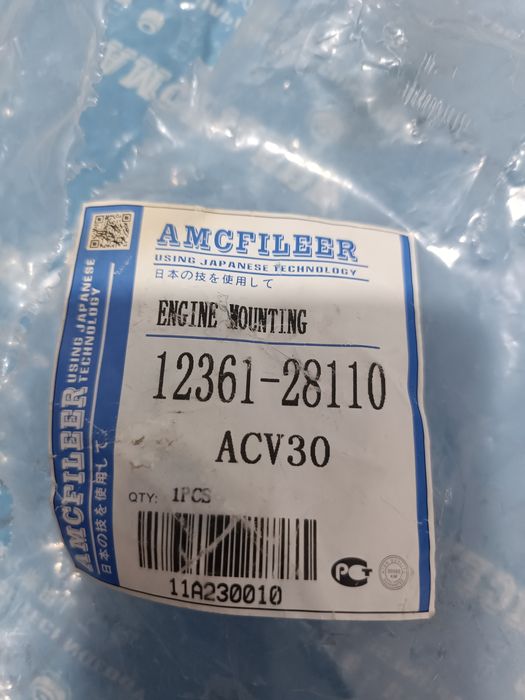 AMCFILEER
USING JAPANESE TECHNOLOGY
日本の技を使用して
ENGINE MOUNTING
12361-28110
ACV30
QTY: 1PCS
11A230010
AMCFILEER
USING JAPANESE
TECHNOLOGY
日本の技を使用して